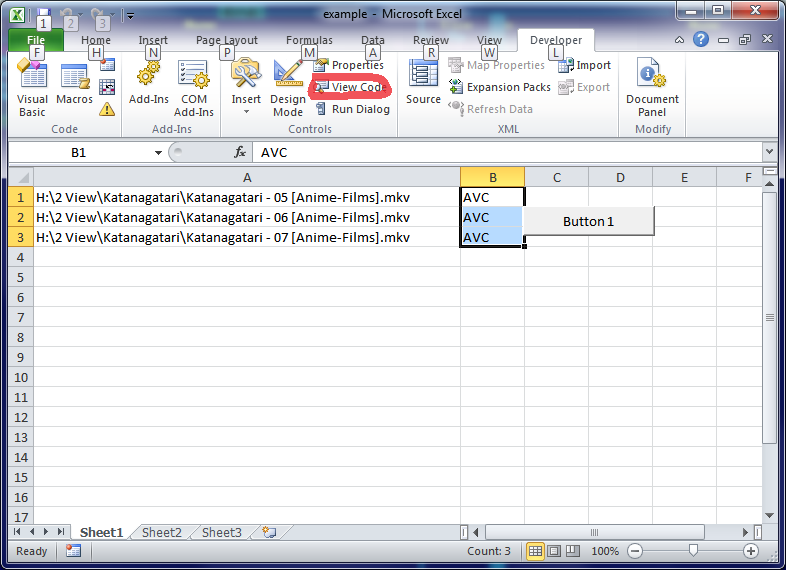 example - Microsoft Excel
1 2 3
File Home Insert Page Layout Formulas Data Review View Developer
F H N P M A R W L
Visual Basic
Macros
Code
Add-Ins
COM Add-Ins
Add-Ins
Insert
Design Mode
Properties
View Code
Run Dialog
Controls
Source
Map Properties
Expansion Packs
Refresh Data
Import
Export
XML
Document Panel
Modify
B1 fx AVC
A B C D E F
1 H:\2 View\Katanagatari\Katanagatari - 05 [Anime-Films].mkv AVC
2 H:\2 View\Katanagatari\Katanagatari - 06 [Anime-Films].mkv AVC Button 1
3 H:\2 View\Katanagatari\Katanagatari - 07 [Anime-Films].mkv AVC
4
5
6
7
8
9
10
11
12
13
14
15
16
17
Sheet1 Sheet2 Sheet3
Ready Count: 3 100%